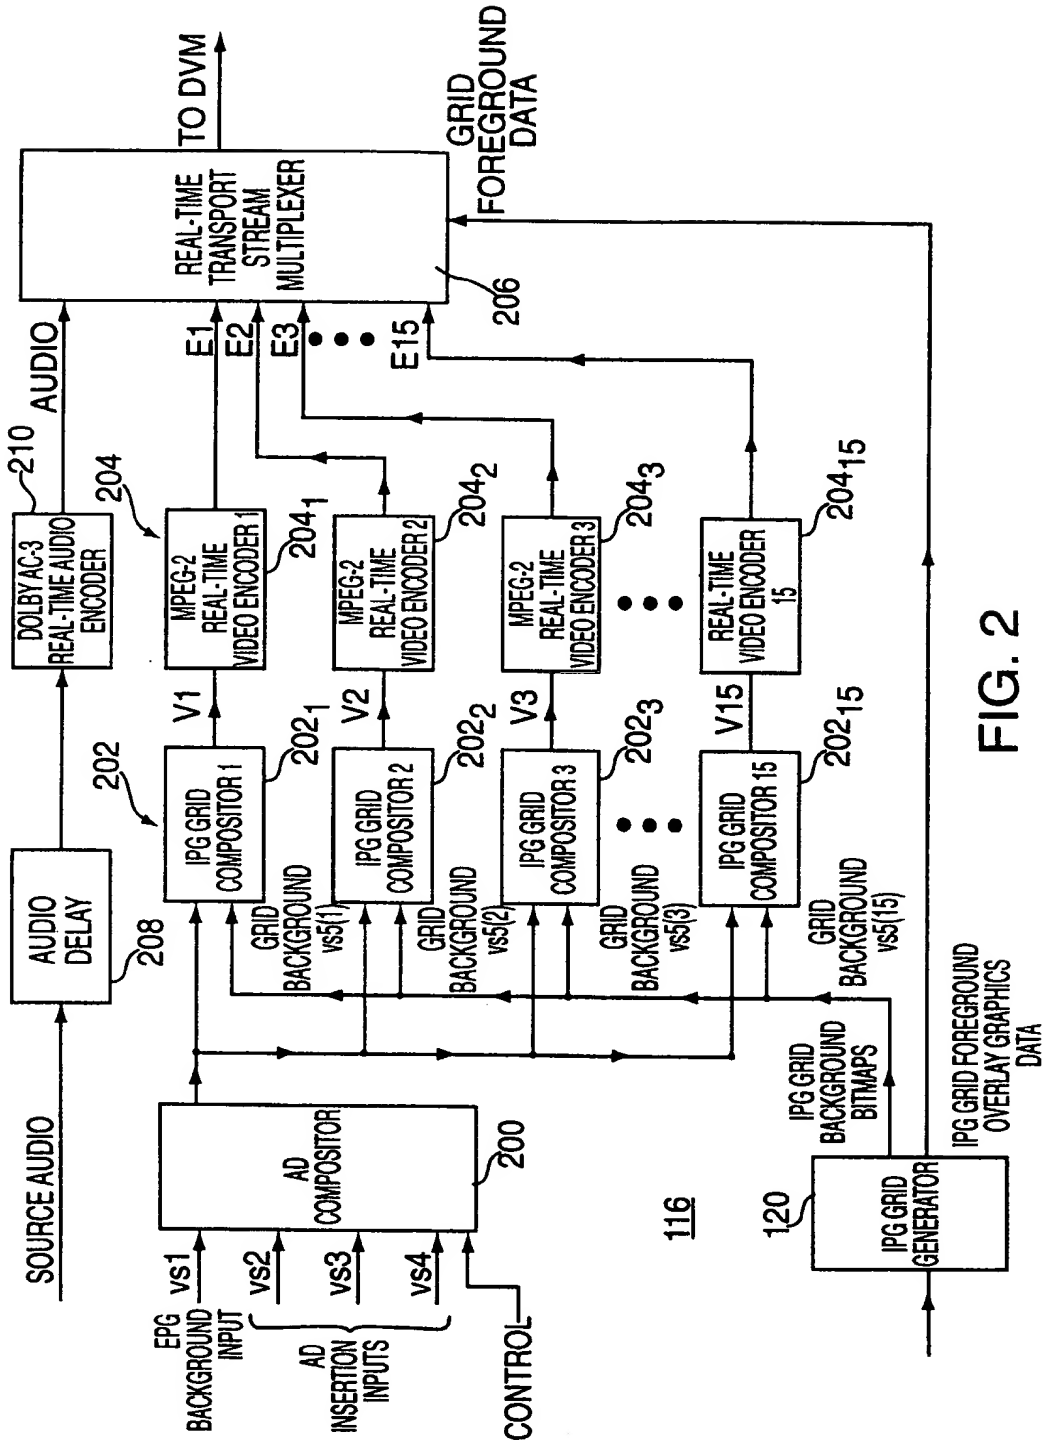 SOURCE AUDIO
AUDIO
DELAY
208
DOLBY AC-3
REAL-TIME AUDIO
ENCODER
210
AUDIO
REAL-TIME
TRANSPORT
STREAM
MULTIPLEXER
206
TO DVM
EPG
BACKGROUND
INPUT
vs1
vs2
vs3
vs4
AD
INSERTION
INPUTS
CONTROL
AD
COMPOSITOR
200
202
IPG GRID
COMPOSITOR 1
202₁
V1
204
MPEG-2
REAL-TIME
VIDEO ENCODER 1
204₁
E1
GRID
BACKGROUND
vs5(1)
IPG GRID
COMPOSITOR 2
202₂
V2
MPEG-2
REAL-TIME
VIDEO ENCODER 2
204₂
E2
GRID
BACKGROUND
vs5(2)
IPG GRID
COMPOSITOR 3
202₃
V3
MPEG-2
REAL-TIME
VIDEO ENCODER 3
204₃
E3
GRID
BACKGROUND
vs5(3)
IPG GRID
COMPOSITOR 15
202₁₅
V15
REAL-TIME
VIDEO ENCODER
15
204₁₅
E15
GRID
BACKGROUND
vs5(15)
GRID
FOREGROUND
DATA
116
120
IPG GRID
GENERATOR
IPG GRID
BACKGROUND
BITMAPS
IPG GRID FOREGROUND
OVERLAY GRAPHICS
DATA
FIG. 2